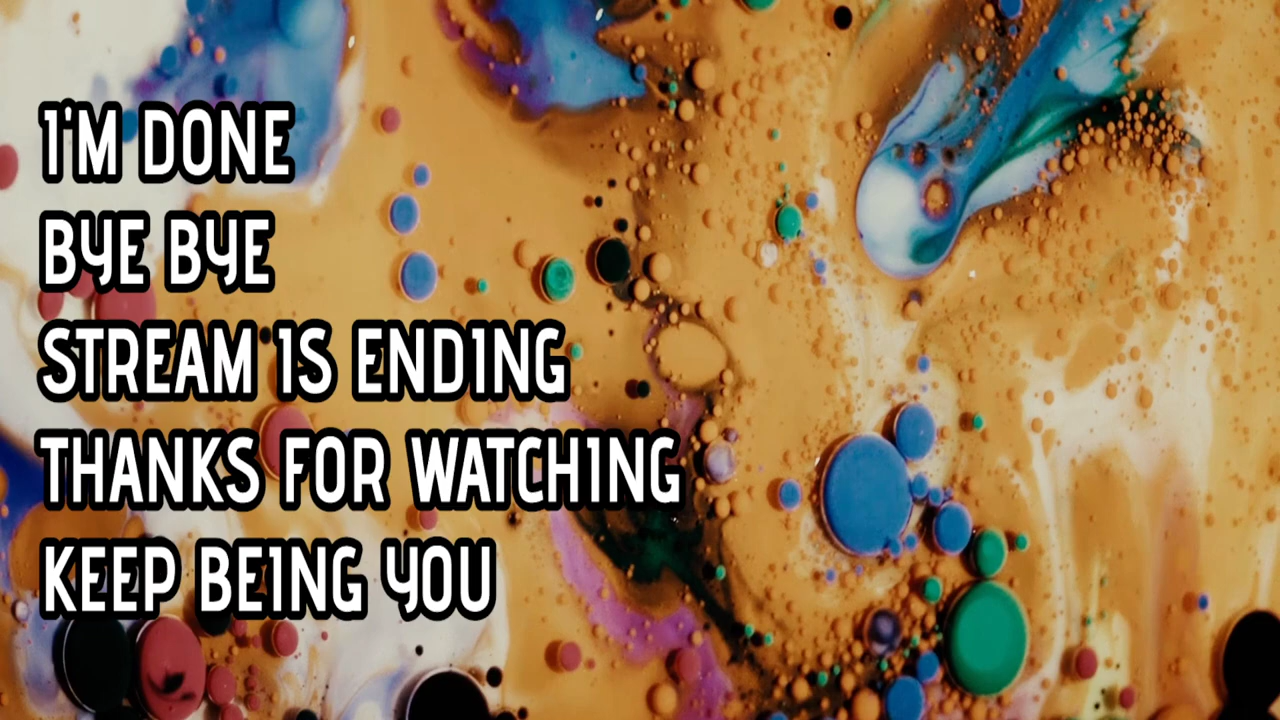 I'M DONE
BYE BYE
STREAM IS ENDING
THANKS FOR WATCHING
KEEP BEING YOU